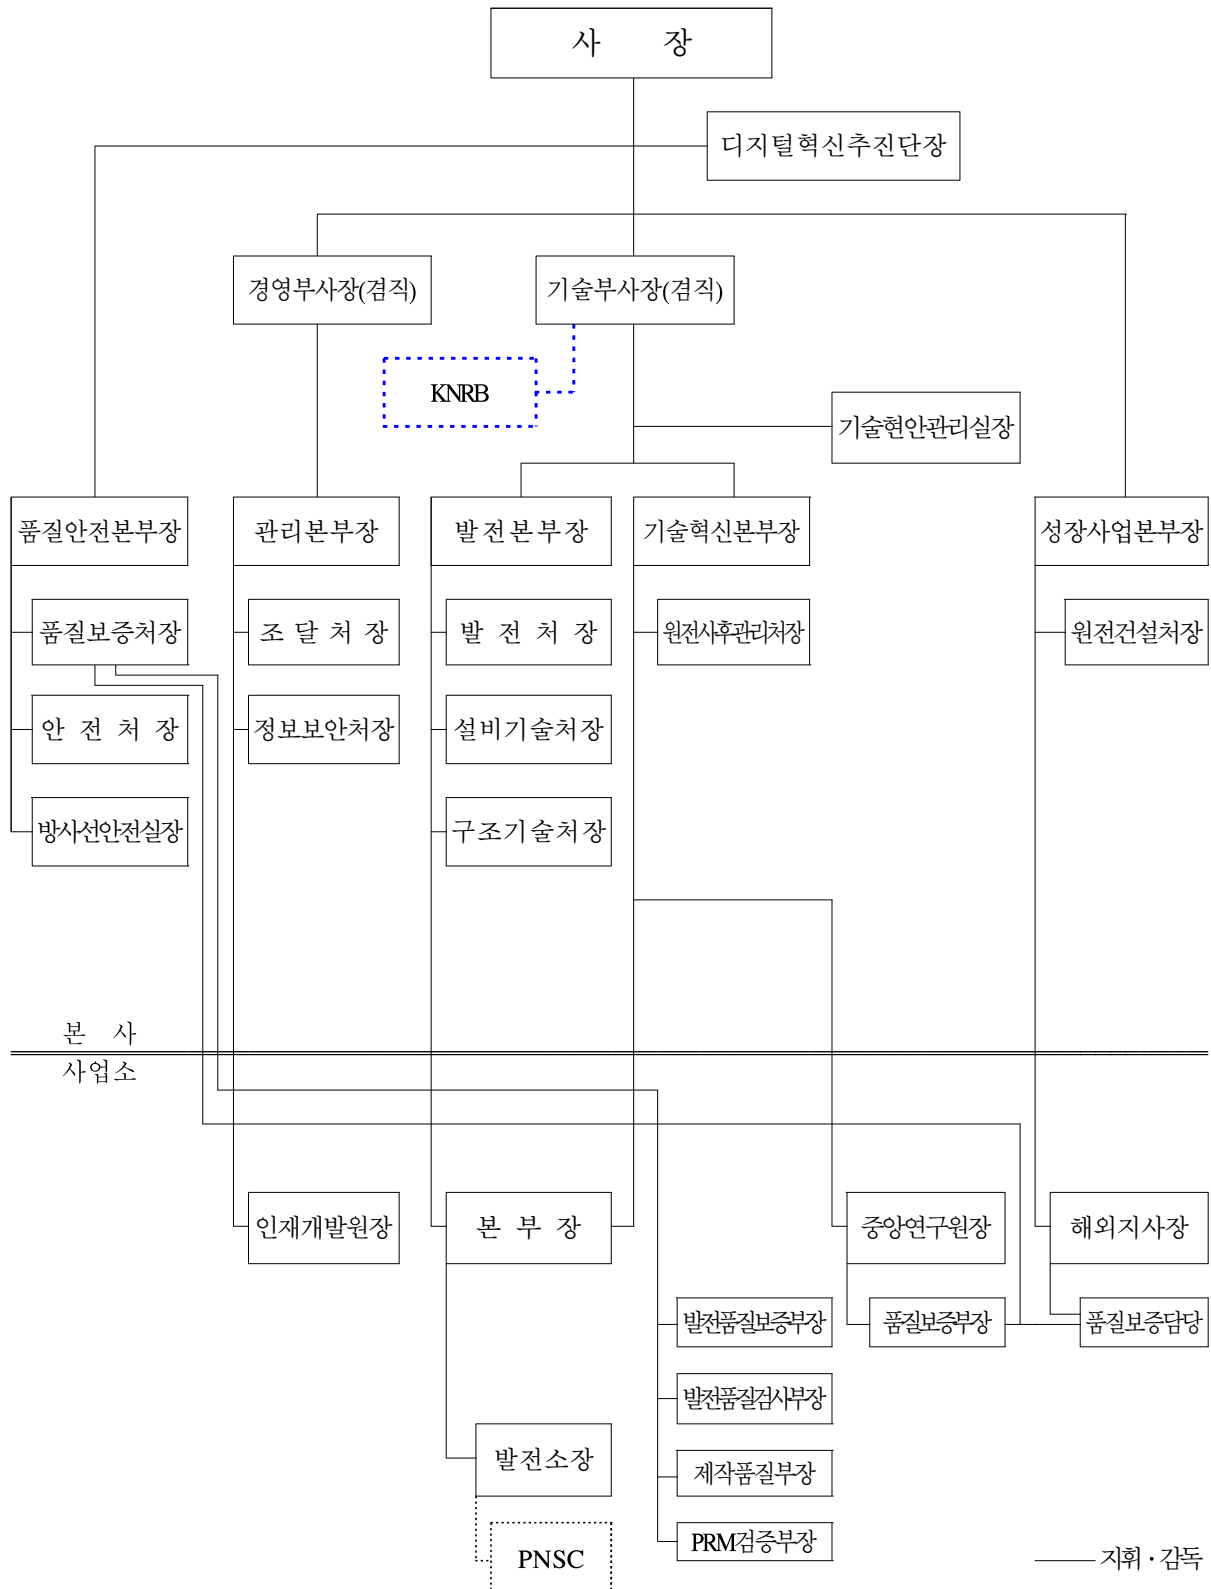 사 장
디지털혁신추진단장
경영부사장(겸직)
기술부사장(겸직)
KNRB
기술현안관리실장
품질안전본부장
관리본부장
발전본부장
기술혁신본부장
성장사업본부장
품질보증처장
조달처장
발전처장
원전사후관리처장
원전건설처장
안전처장
정보보안처장
설비기술처장
방사선안전실장
구조기술처장
본 사
사업소
인재개발원장
본부장
중앙연구원장
해외지사장
발전품질보증부장
품질보증부장
품질보증담당
발전품질검사부장
발전소장
제작품질부장
PRM검증부장
PNSC
지휘·감독